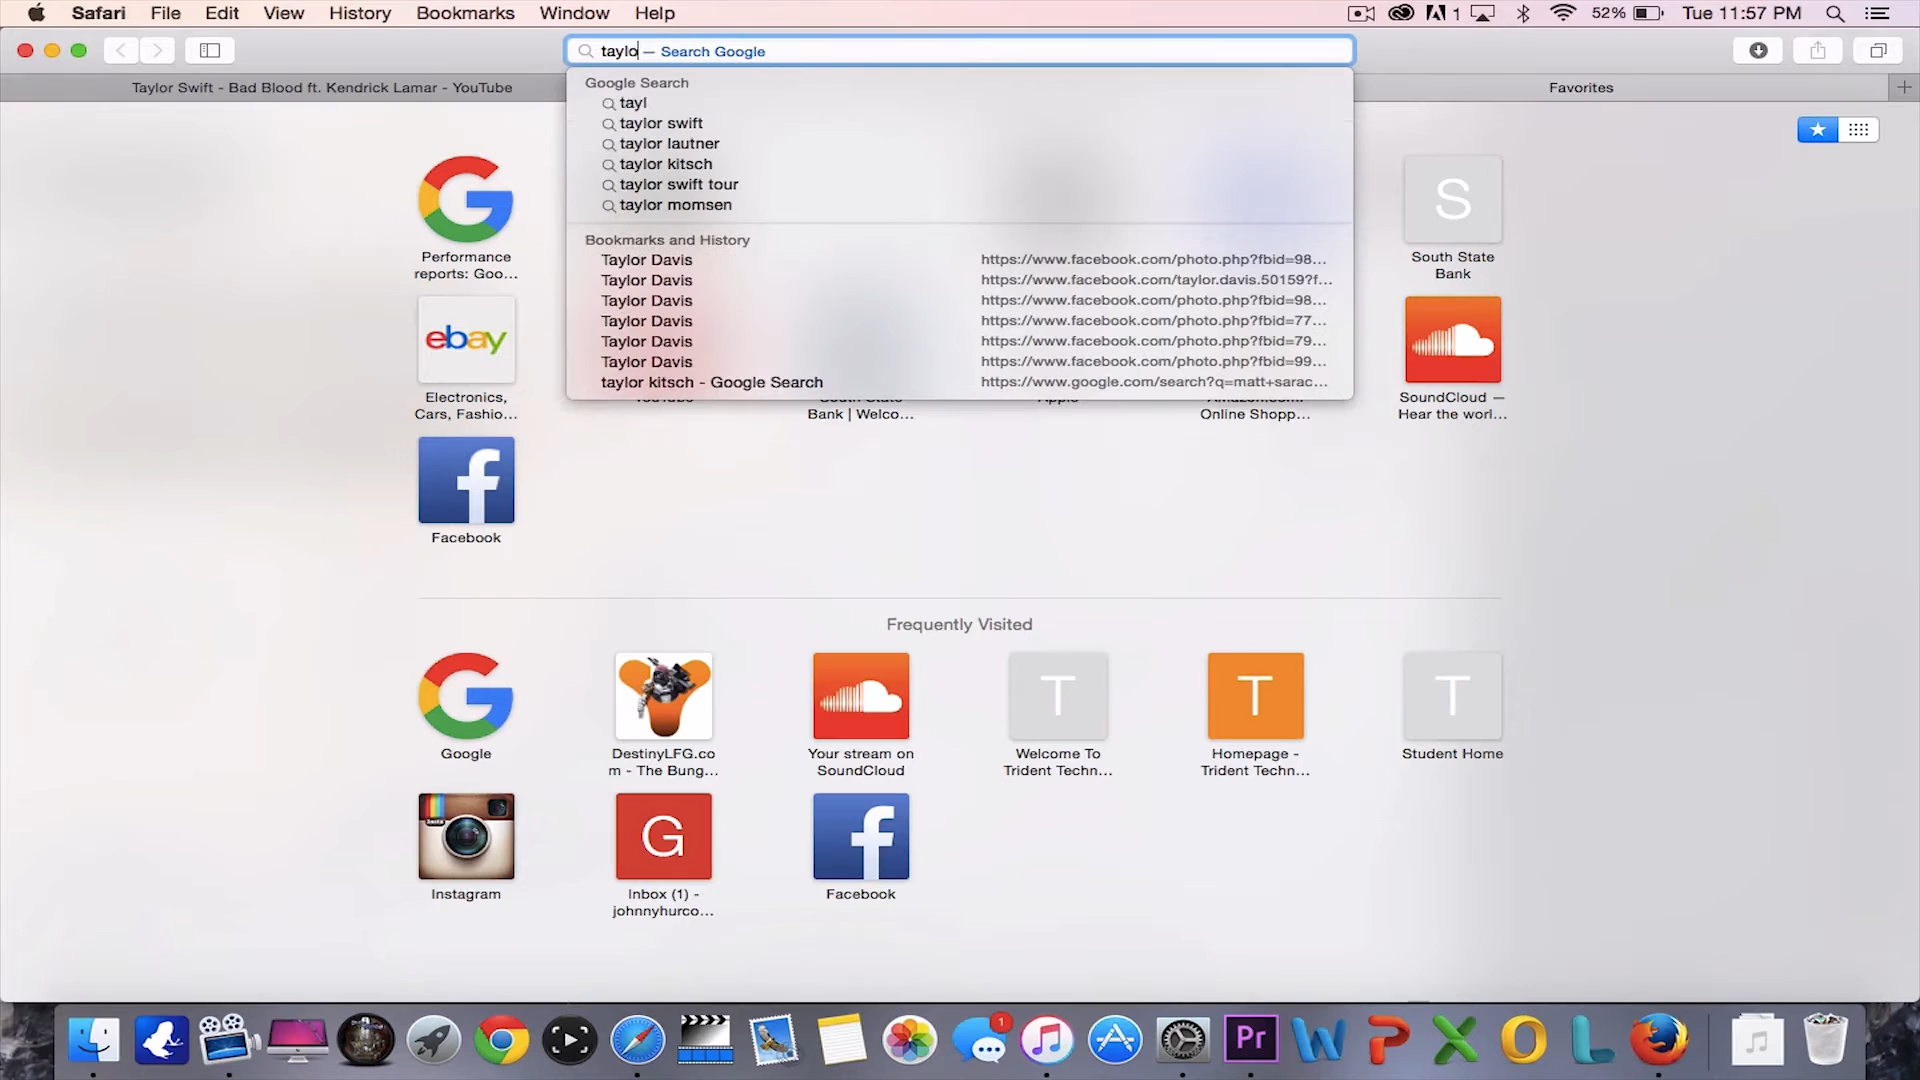 Safari File Edit View History Bookmarks Window Help
1 52% Tue 11:57 PM
taylo — Search Google
Taylor Swift - Bad Blood ft. Kendrick Lamar - YouTube
Favorites
Google Search
tayl
taylor swift
taylor lautner
taylor kitsch
taylor swift tour
taylor momsen
Bookmarks and History
Taylor Davis https://www.facebook.com/photo.php?fbid=98...
Taylor Davis https://www.facebook.com/taylor.davis.50159?f...
Taylor Davis https://www.facebook.com/photo.php?fbid=98...
Taylor Davis https://www.facebook.com/photo.php?fbid=77...
Taylor Davis https://www.facebook.com/photo.php?fbid=79...
Taylor Davis https://www.facebook.com/photo.php?fbid=99...
taylor kitsch - Google Search https://www.google.com/search?q=matt+sarac...
G
Performance
reports: Goo...
S
South State
Bank
ebay
Electronics,
Cars, Fashio...
YouTube
South State
Bank | Welco...
Apple
Amazon.com:
Online Shopp...
SoundCloud —
Hear the worl...
f
Facebook
Frequently Visited
G
Google
DestinyLFG.co
m - The Bung...
Your stream on
SoundCloud
T
Welcome To
Trident Techn...
T
Homepage -
Trident Techn...
T
Student Home
Instagram
G
Inbox (1) -
johnnyhurco...
f
Facebook
1
Pr
W
P
X
O
L